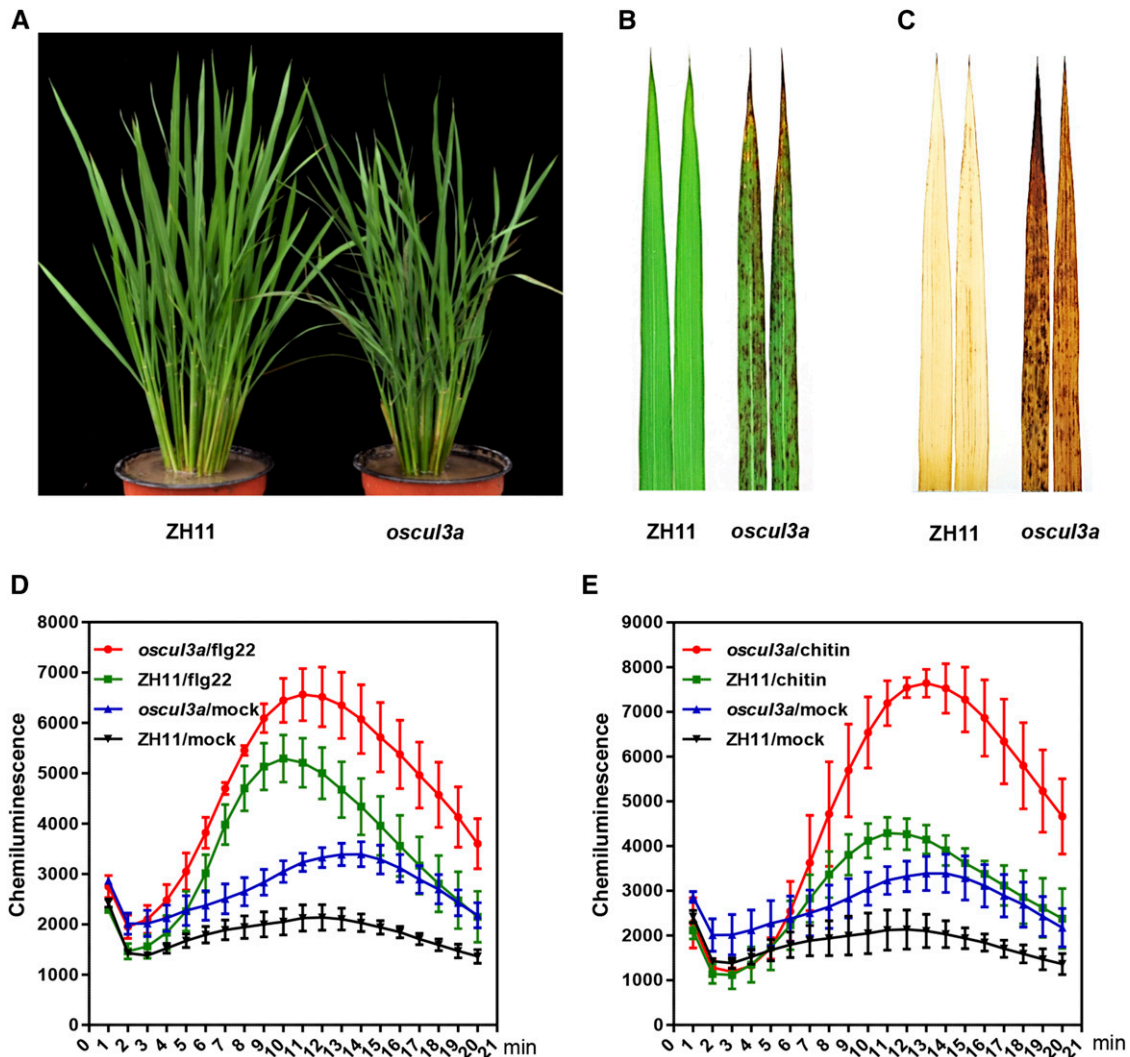 A
B
C
ZH11
oscul3a
ZH11
oscul3a
ZH11
oscul3a
D
8000
7000
6000
5000
4000
3000
2000
1000
0
Chemiluminescence
oscul3a/flg22
ZH11/flg22
oscul3a/mock
ZH11/mock
0 1 2 3 4 5 6 7 8 9 10 11 12 13 14 15 16 17 18 19 20 21 min
E
9000
8000
7000
6000
5000
4000
3000
2000
1000
0
Chemiluminescence
oscul3a/chitin
ZH11/chitin
oscul3a/mock
ZH11/mock
0 1 2 3 4 5 6 7 8 9 10 11 12 13 14 15 16 17 18 19 20 21 min